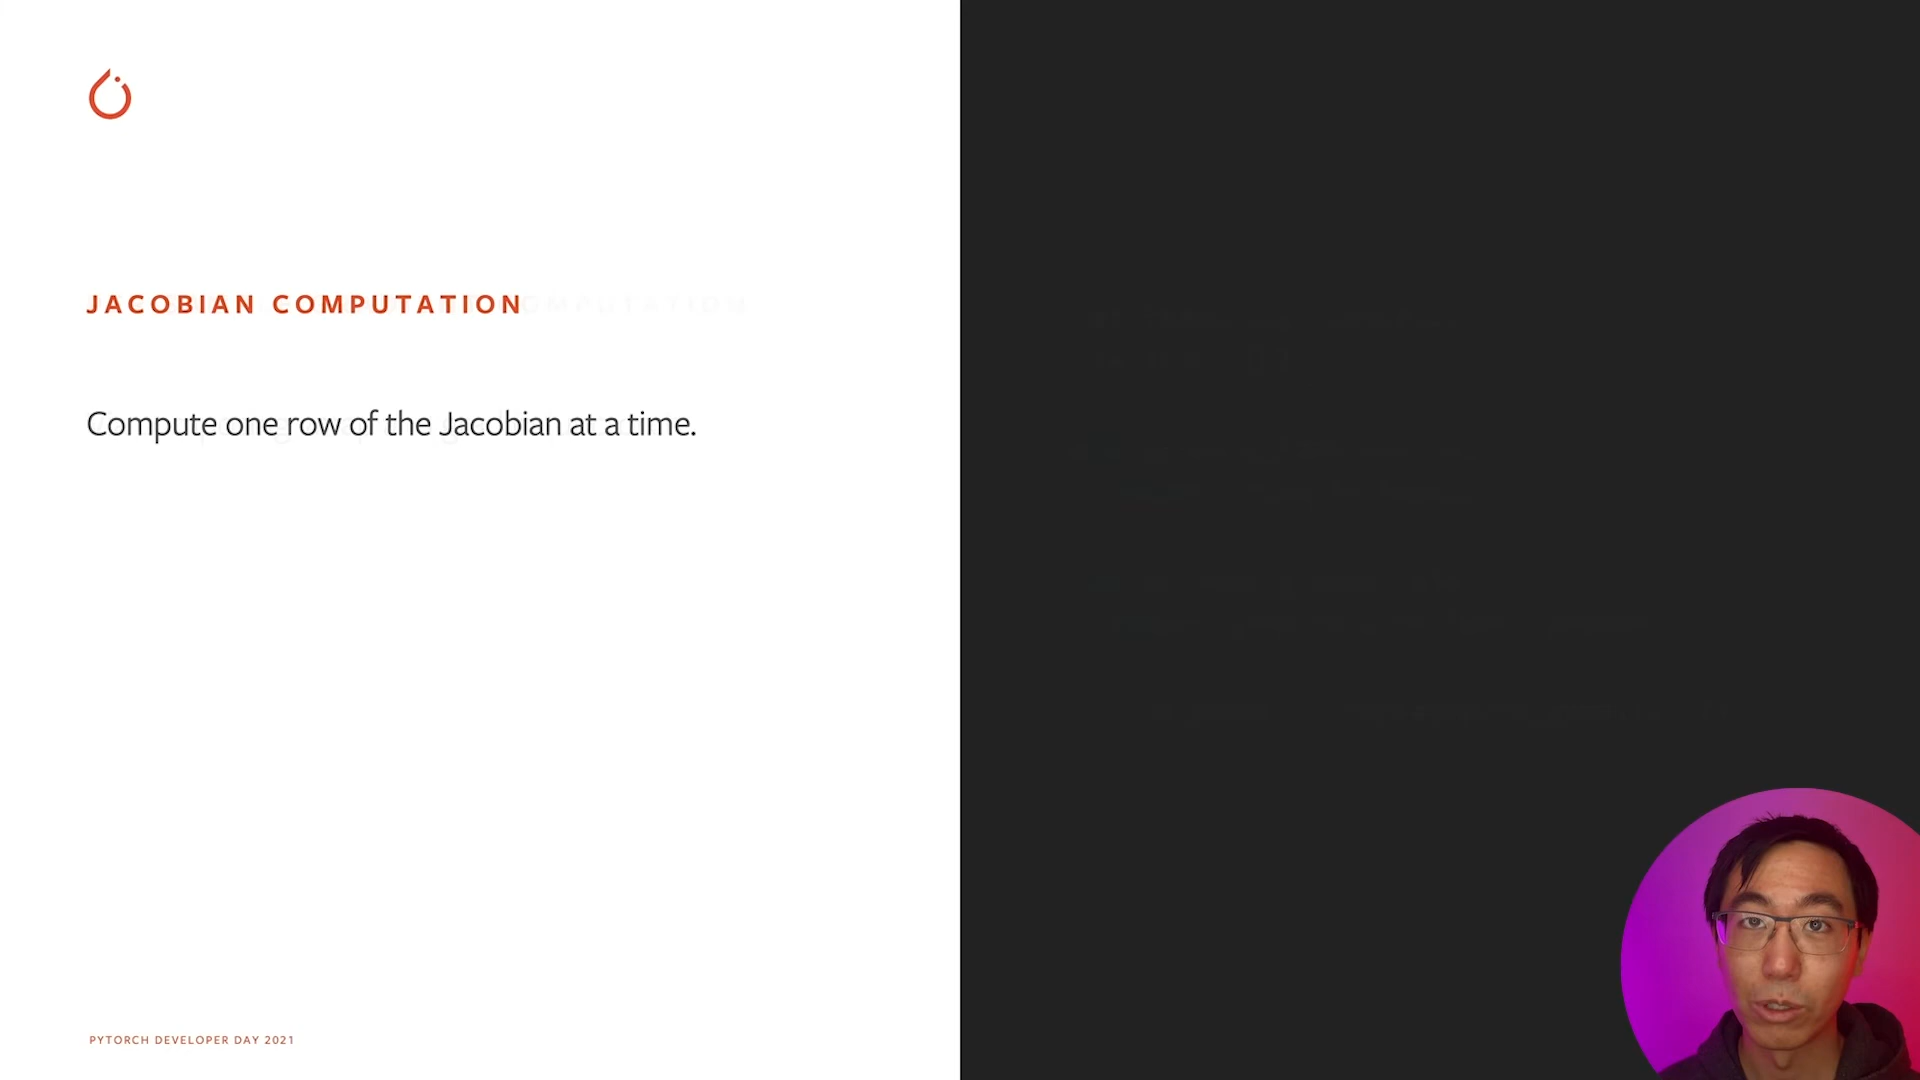 JACOBIAN COMPUTATION
Compute one row of the Jacobian at a time.
PYTORCH DEVELOPER DAY 2021